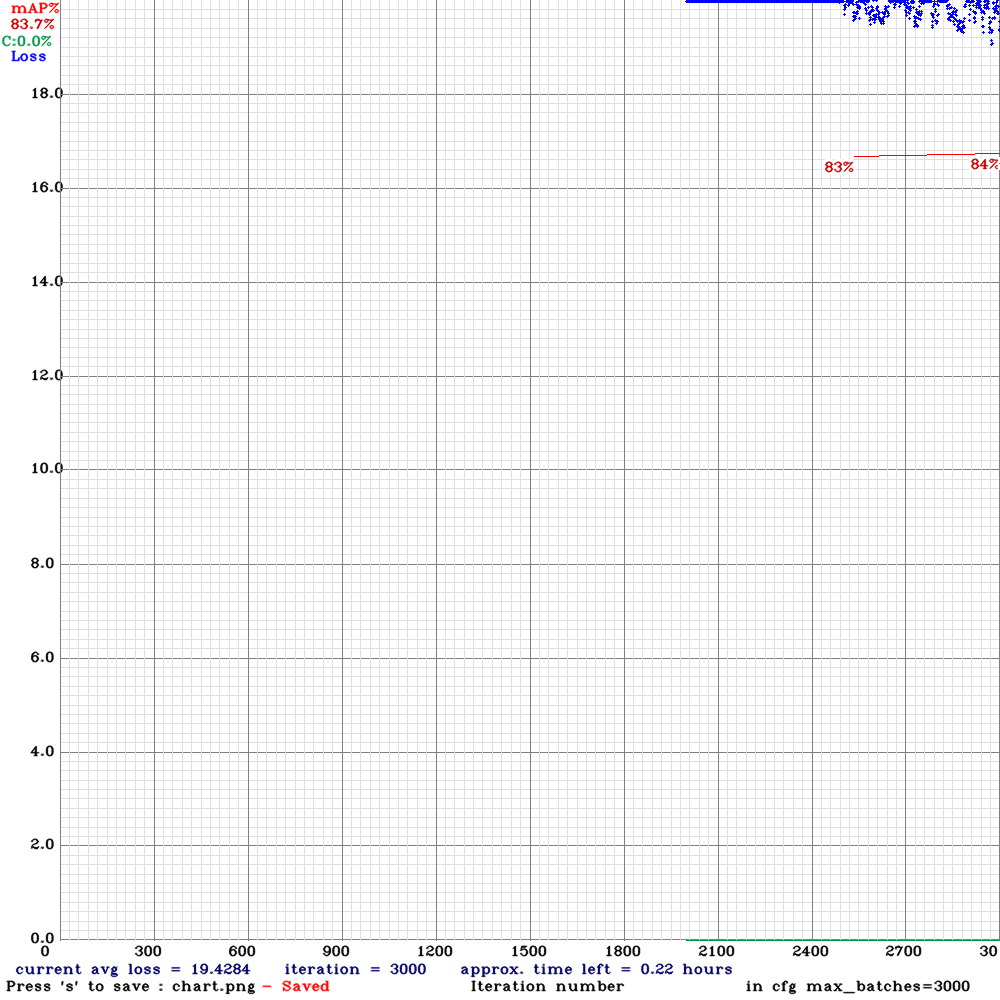 mAP%
83.7%
C:0.0%
Loss
18.0
83%
84%
16.0
14.0
12.0
10.0
8.0
6.0
4.0
2.0
0.0
0 300 600 900 1200 1500 1800 2100 2400 2700 30
current avg loss = 19.4284 iteration = 3000 approx. time left = 0.22 hours
Press 's' to save : chart.png - Saved Iteration number in cfg max_batches=3000